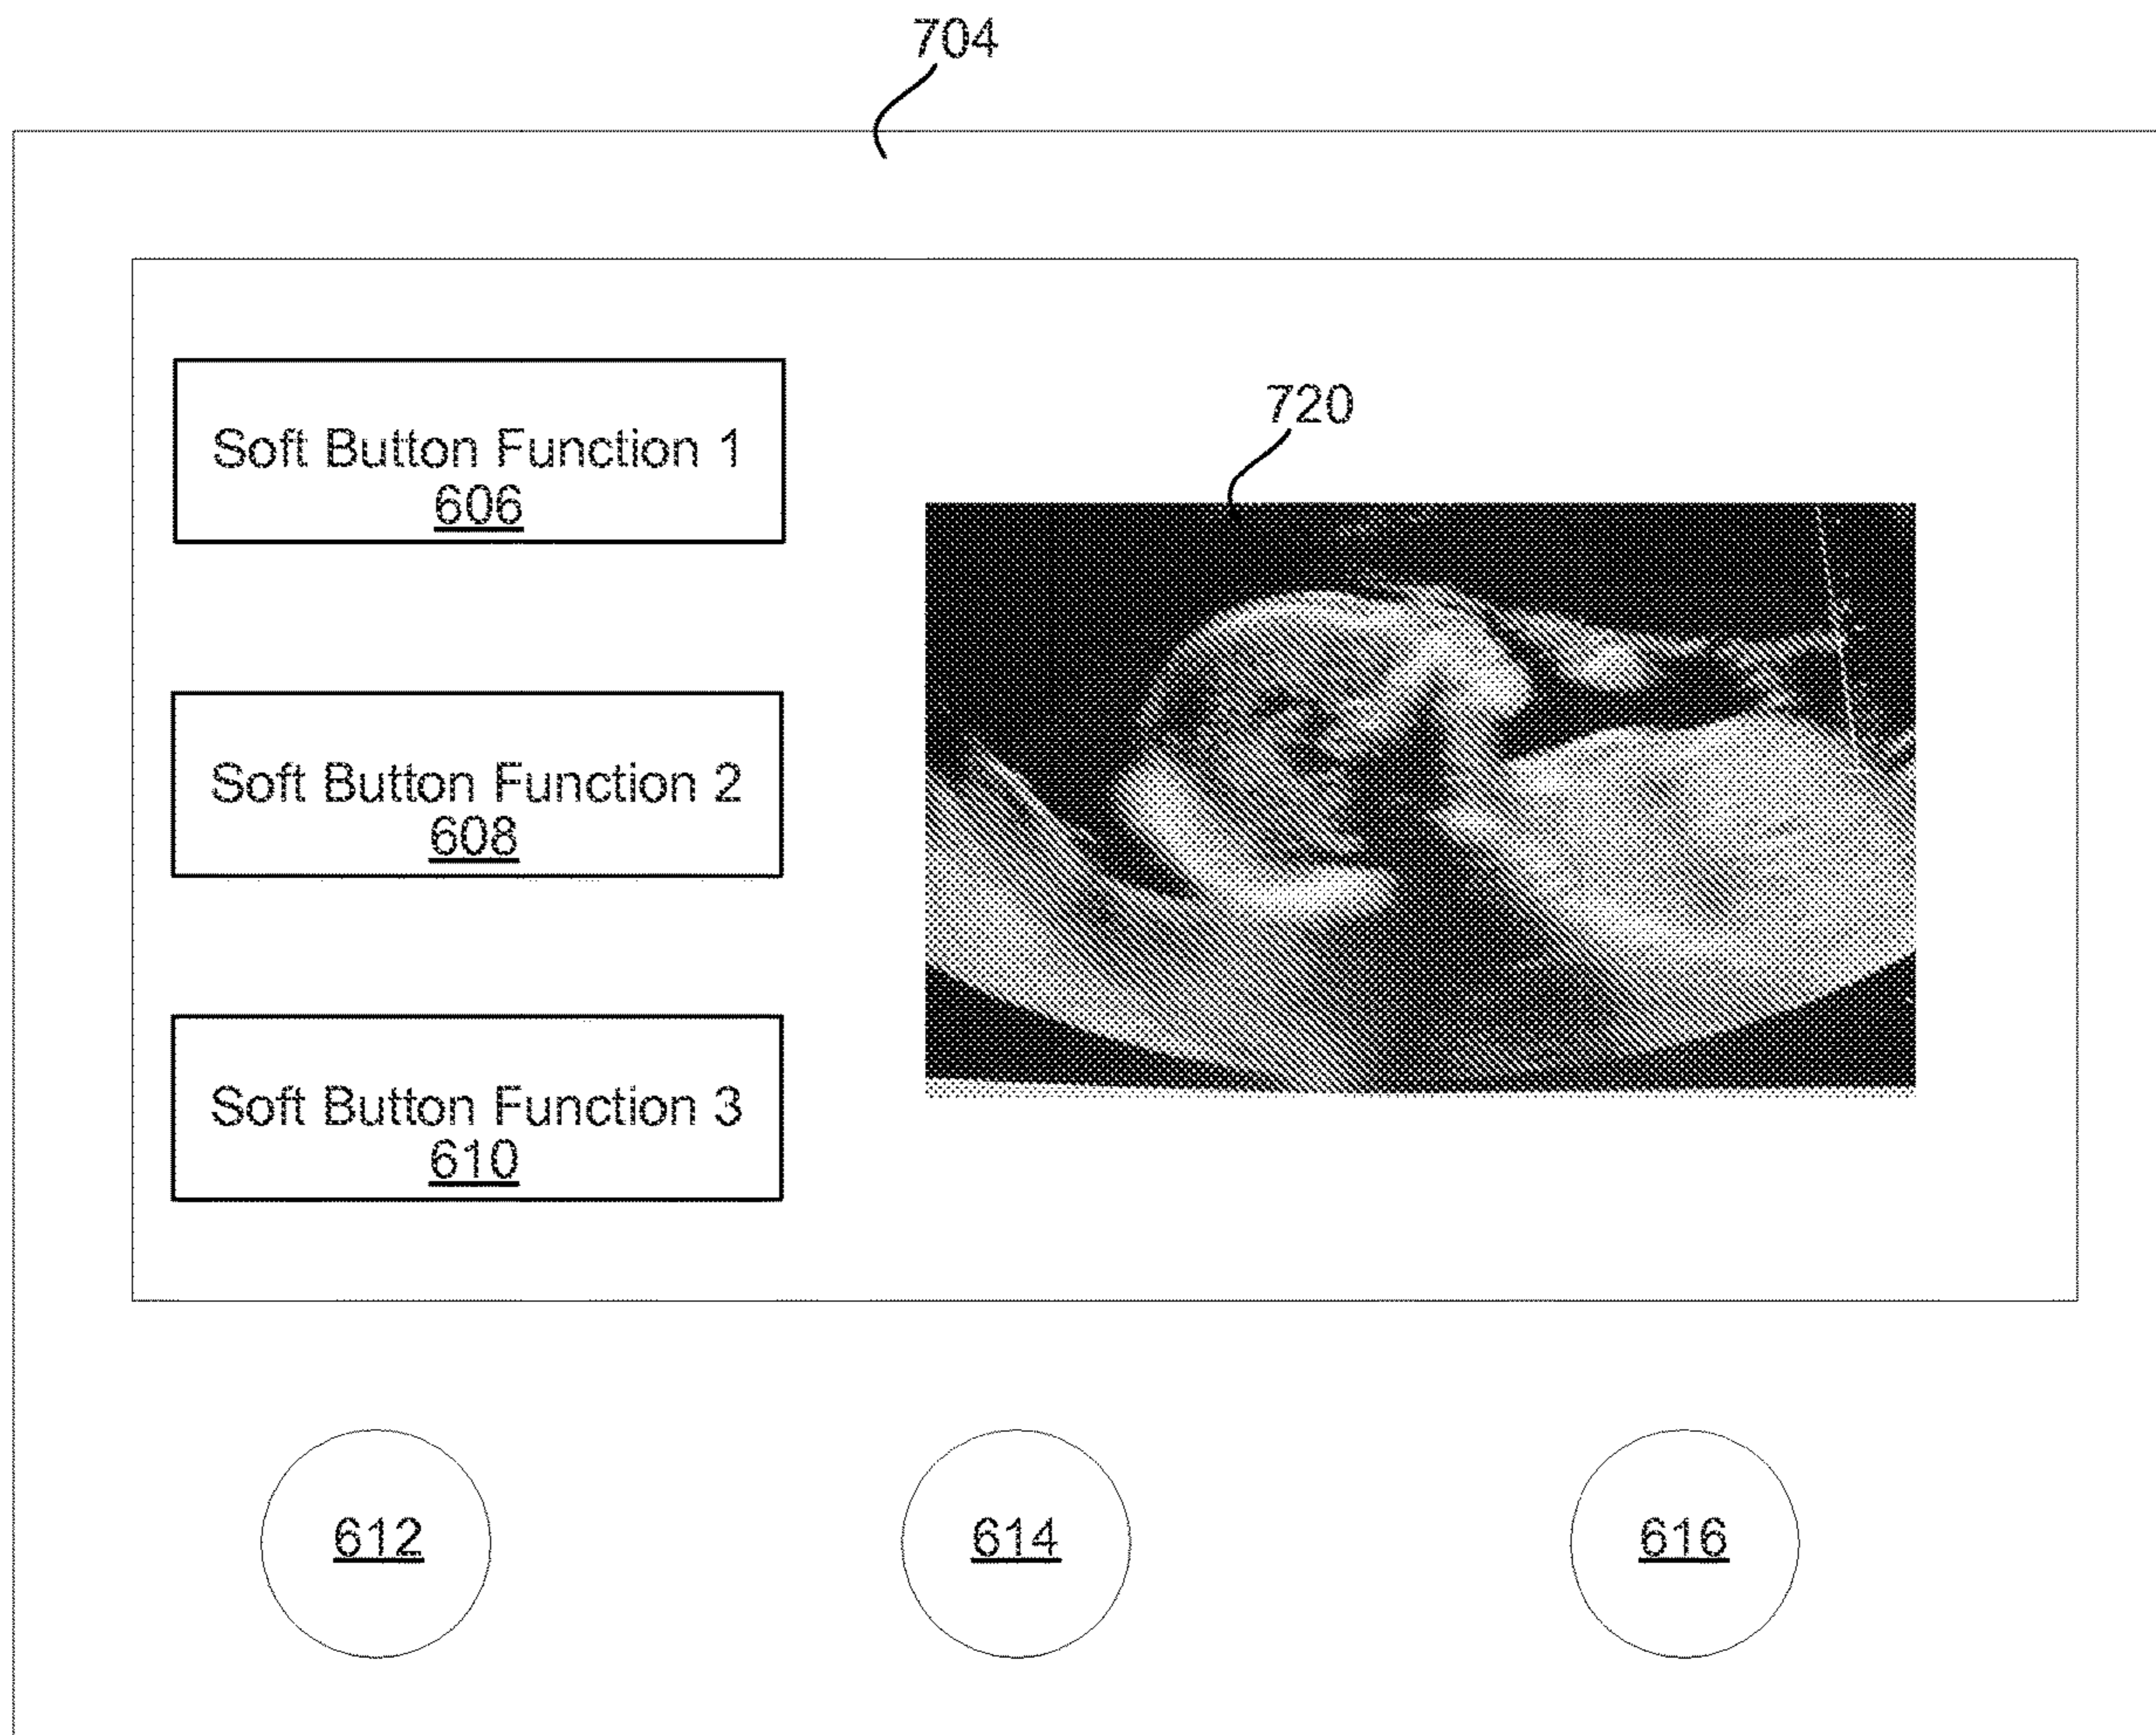 704
Soft Button Function 1
606
720
Soft Button Function 2
608
Soft Button Function 3
610
612
614
616